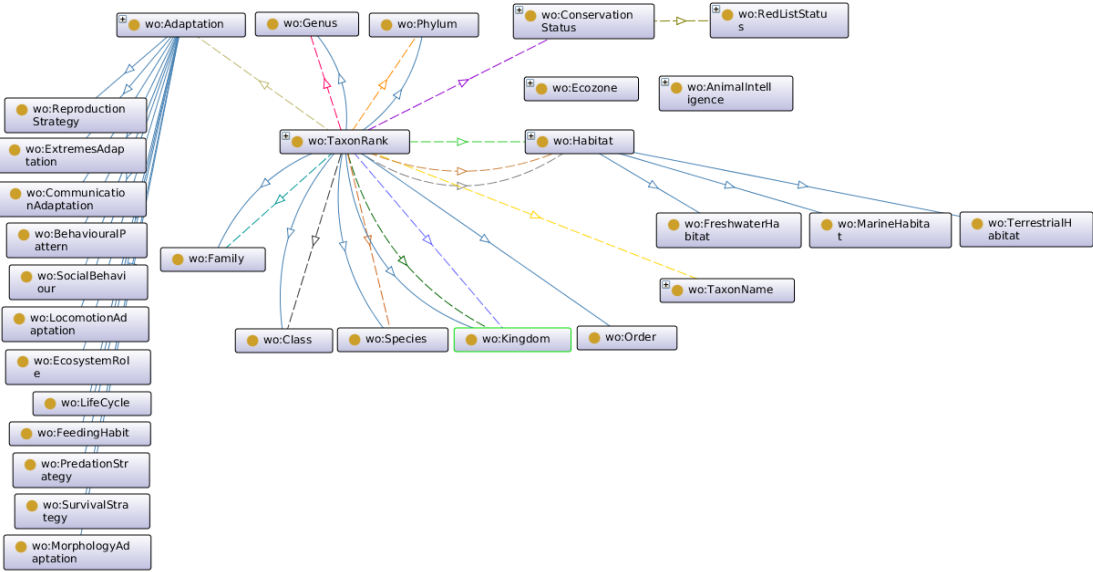 wo:Adaptation
wo:Genus
wo:Phylum
wo:Conservation
Status
wo:RedListStatu
s
wo:Ecozone
wo:AnimalIntell
igence
wo:Reproduction
Strategy
wo:ExtremesAdap
tation
wo:TaxonRank
wo:Habitat
wo:Communicatio
nAdaptation
wo:BehaviouralP
attern
wo:FreshwaterHa
bitat
wo:MarineHabita
t
wo:TerrestrialH
abitat
wo:Family
wo:SocialBehavi
our
wo:TaxonName
wo:LocomotionAd
aptation
wo:Class
wo:Species
wo:Kingdom
wo:Order
wo:EcosystemRol
e
wo:LifeCycle
wo:FeedingHabit
wo:PredationStr
ategy
wo:SurvivalStra
tegy
wo:MorphologyAd
aptation